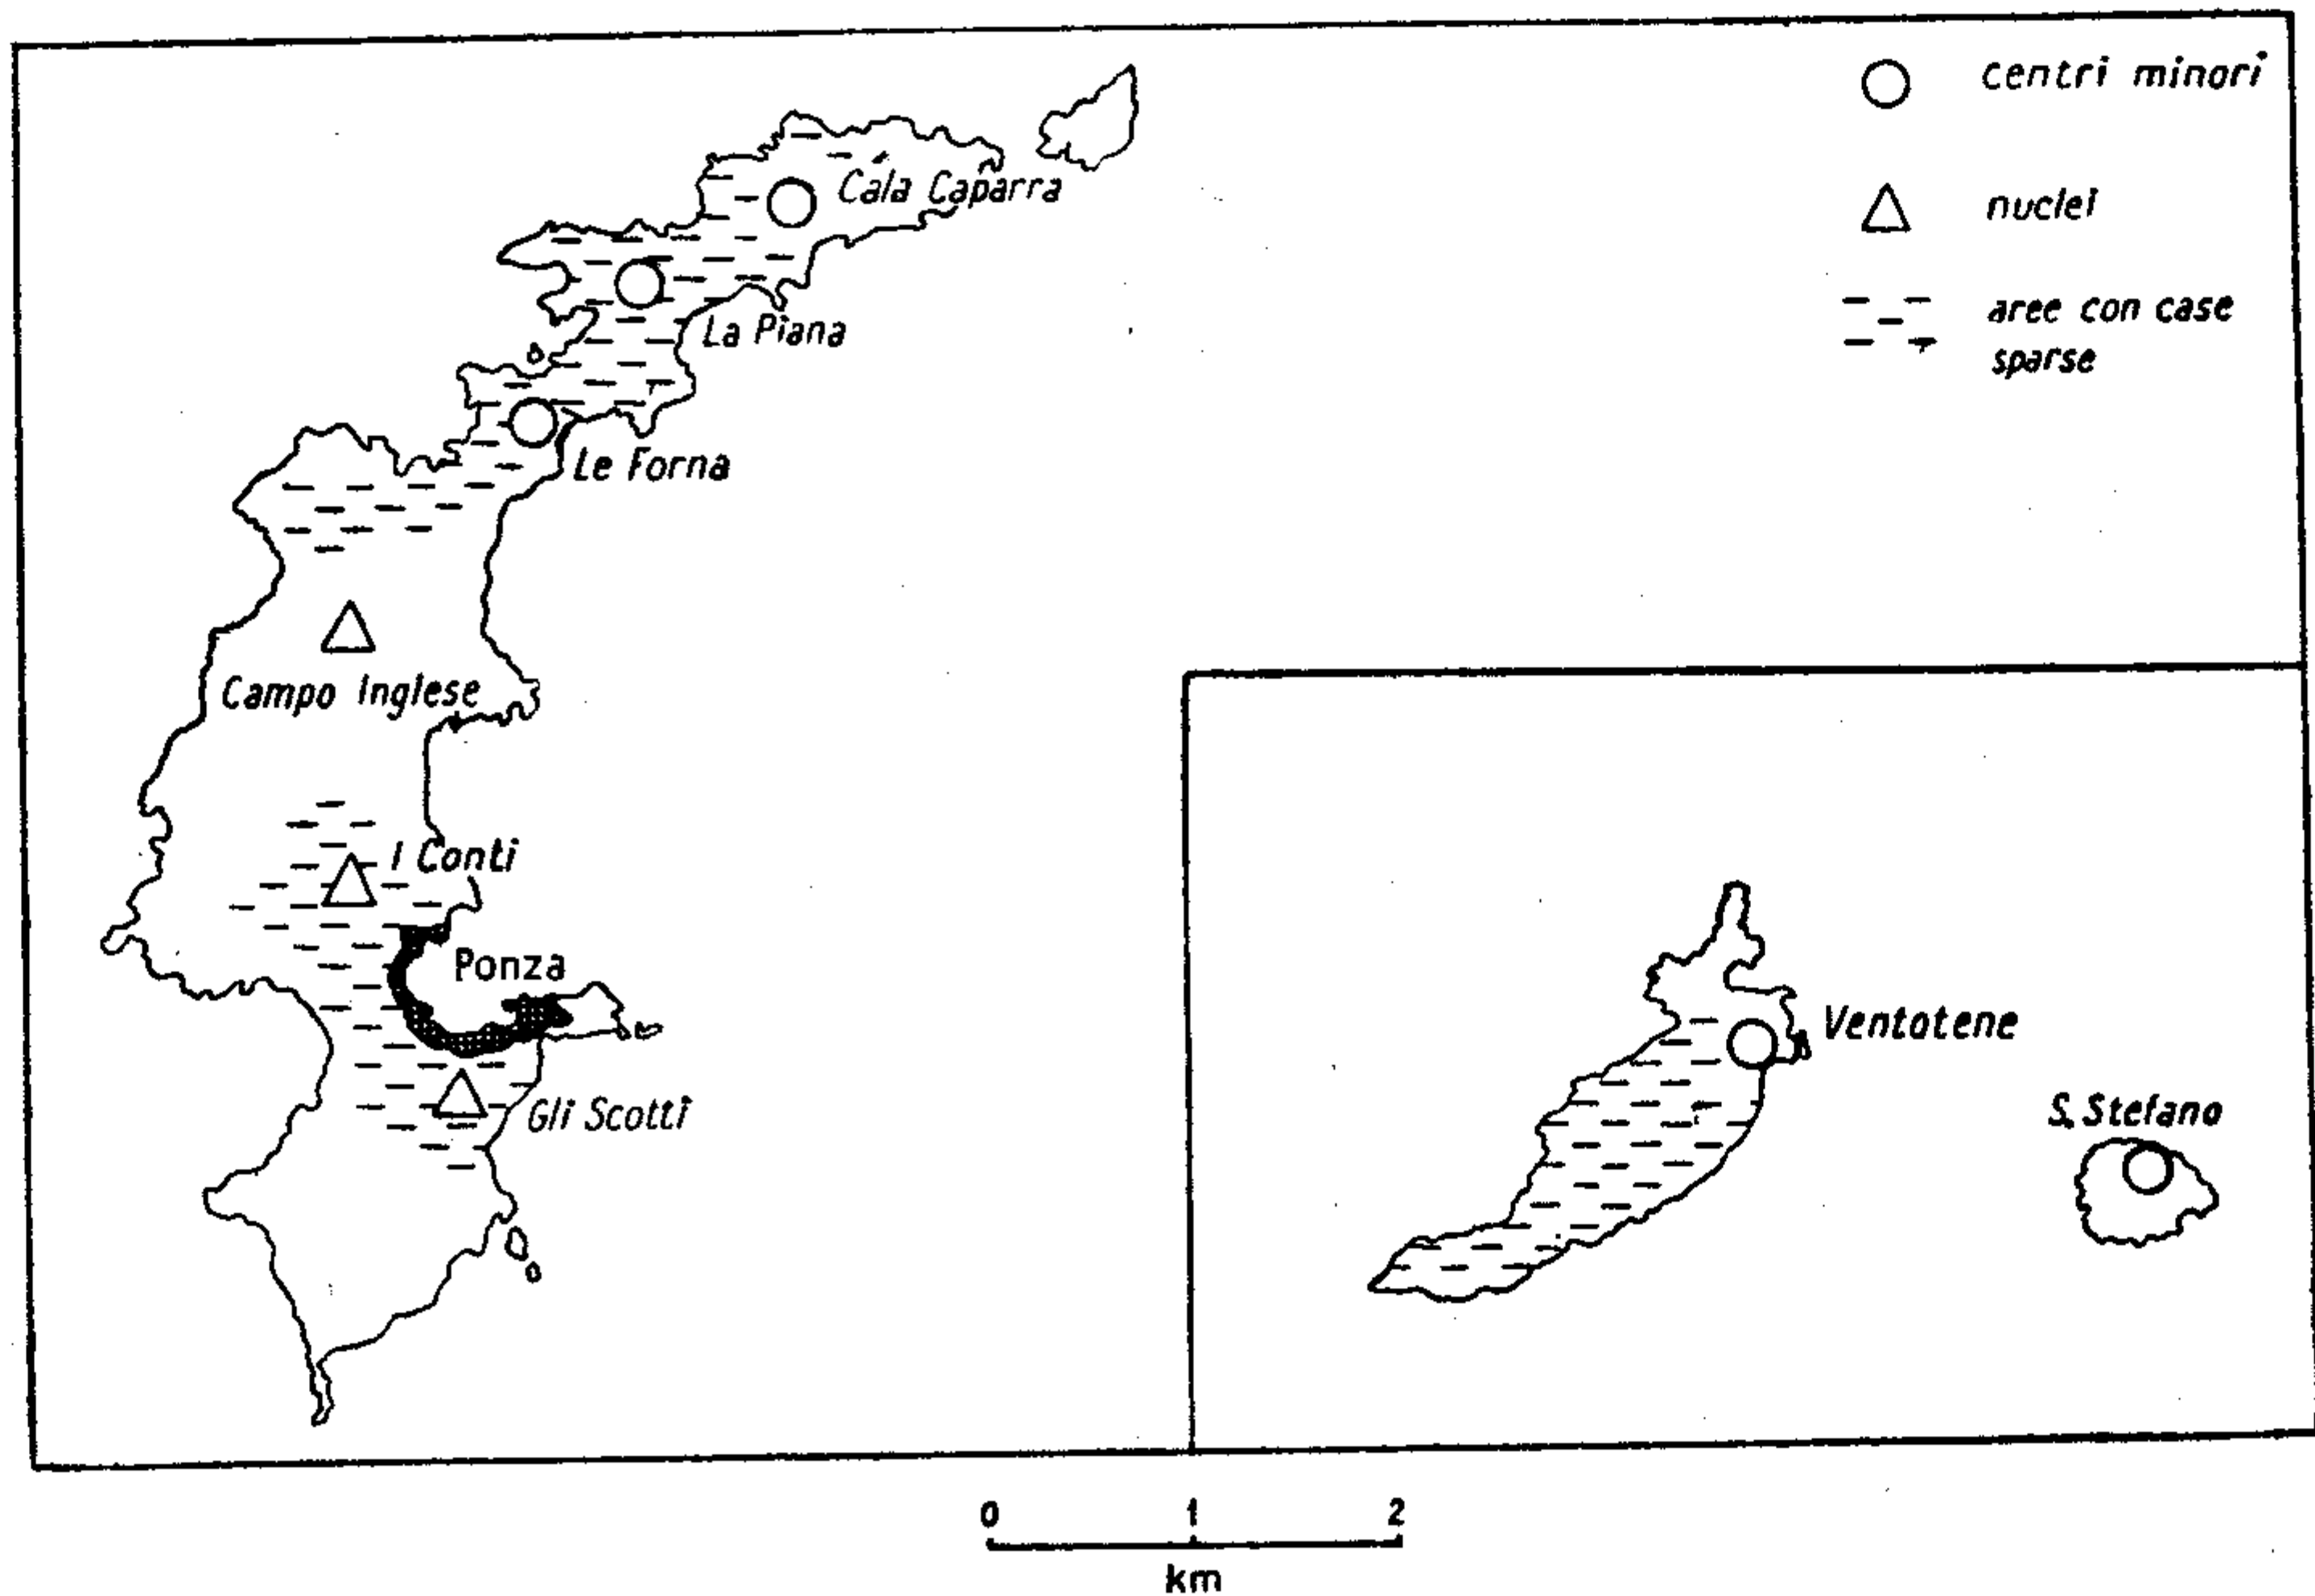 centri minori
nuclei
aree con case
sparse
Cala Caparra
La Piana
Le Forna
Campo Inglese
I Conti
Ponza
Gli Scotti
Ventotene
S. Stefano
0 1 2
km